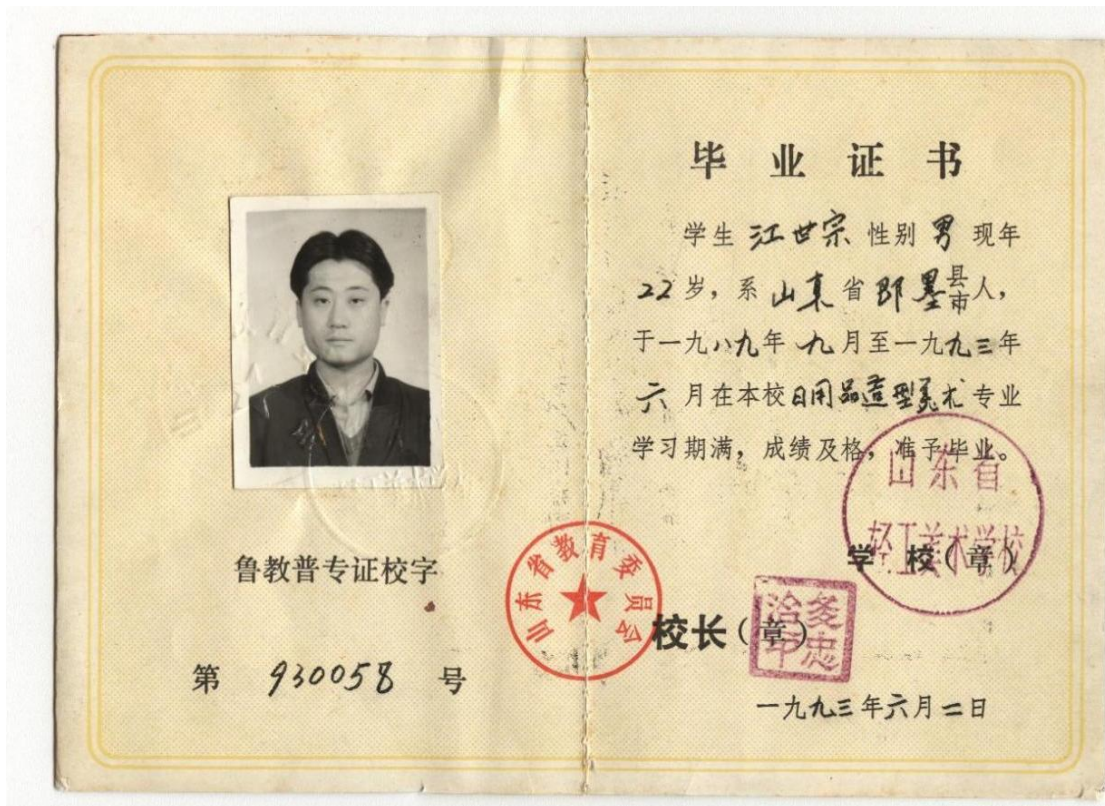 鲁教普专证校字
第 930058 号
山东省教育委员会
毕业证书
学生 江世宗 性别 男 现年
22 岁，系 山东 省 即墨 县市人，
于一九八九年 九月至一九九三年
六 月在本校日用品造型美术专业
学习期满，成绩及格，准予毕业。
山东省
轻工美术学校
学 校（章）
校长（章）
一九九三年六月二日